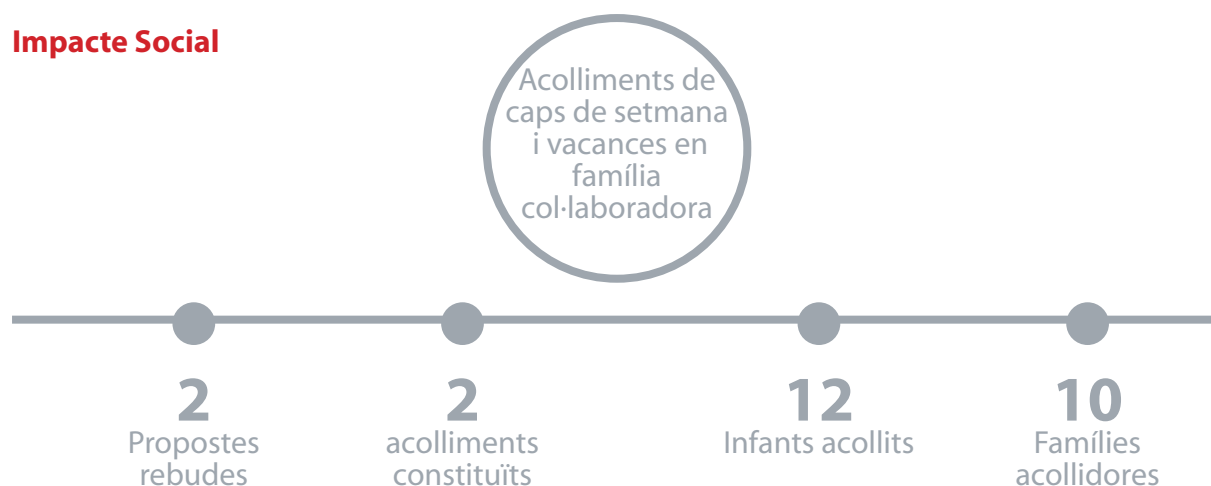 Impacte Social
Acolliments de
caps de setmana
i vacances en
família
col·laboradora
2
Propostes
rebudes
2
acolliments
constituïts
12
Infants acollits
10
Famílies
acollidores